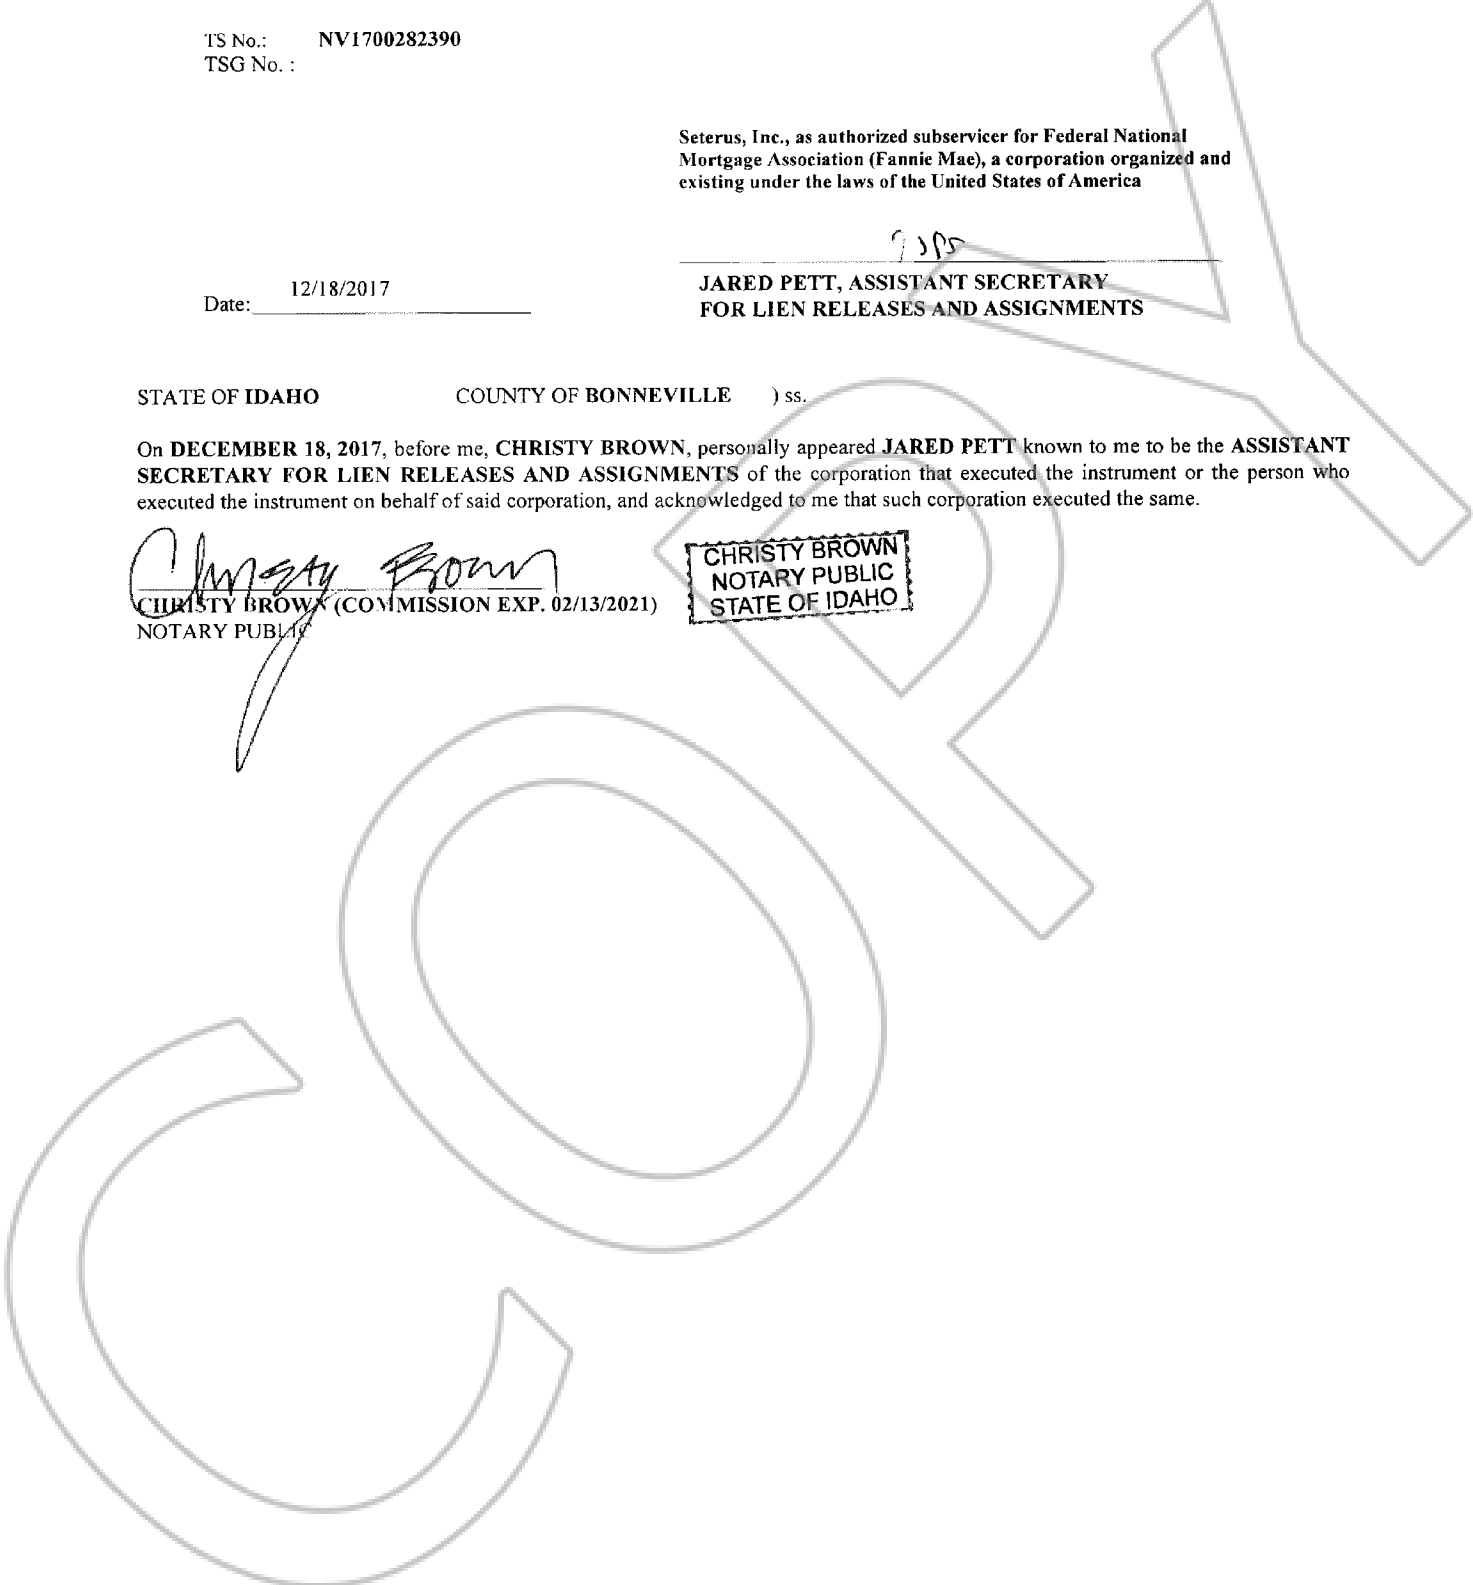 TS No.: NV1700282390
TSG No. :
Seterus, Inc., as authorized subservicer for Federal National
Mortgage Association (Fannie Mae), a corporation organized and
existing under the laws of the United States of America
Date: 12/18/2017
JARED PETT, ASSISTANT SECRETARY
FOR LIEN RELEASES AND ASSIGNMENTS
STATE OF IDAHO COUNTY OF BONNEVILLE ) ss.
On DECEMBER 18, 2017, before me, CHRISTY BROWN, personally appeared JARED PETT known to me to be the ASSISTANT
SECRETARY FOR LIEN RELEASES AND ASSIGNMENTS of the corporation that executed the instrument or the person who
executed the instrument on behalf of said corporation, and acknowledged to me that such corporation executed the same.
Christy Brown
CHRISTY BROWN (COMMISSION EXP. 02/13/2021)
NOTARY PUBLIC
CHRISTY BROWN
NOTARY PUBLIC
STATE OF IDAHO
COPY